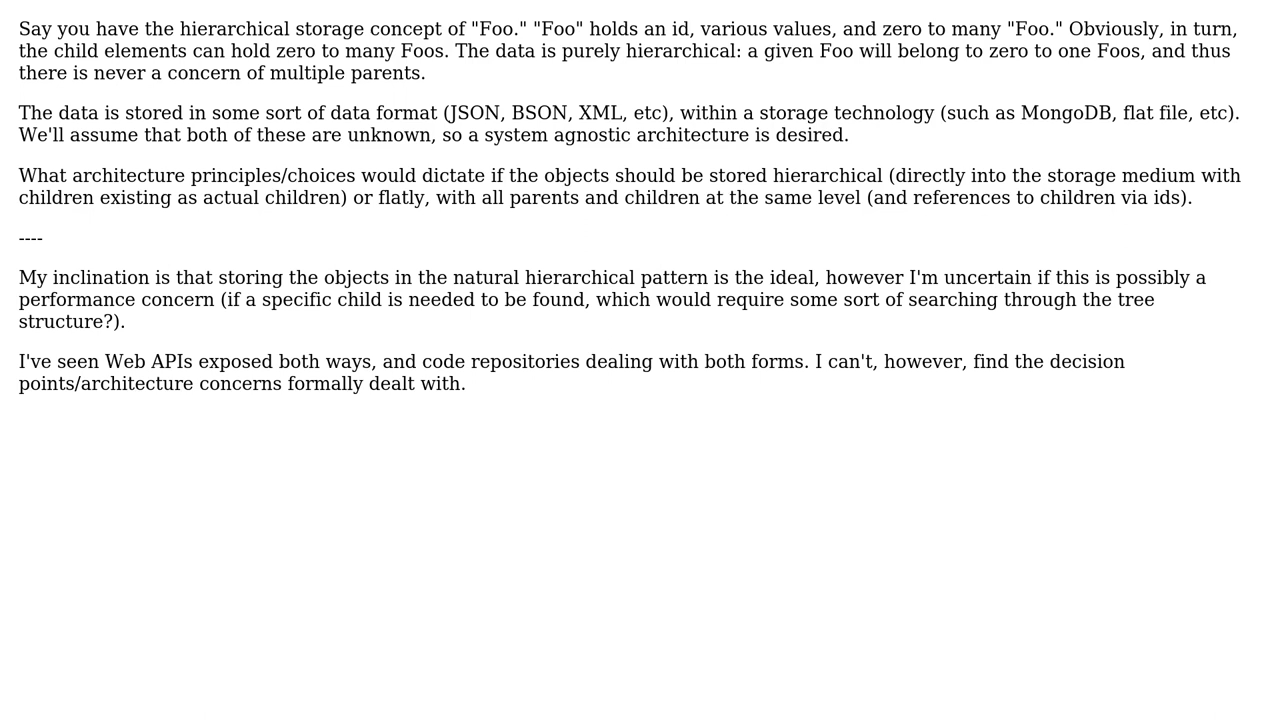 Say you have the hierarchical storage concept of "Foo." "Foo" holds an id, various values, and zero to many "Foo." Obviously, in turn,
the child elements can hold zero to many Foos. The data is purely hierarchical: a given Foo will belong to zero to one Foos, and thus
there is never a concern of multiple parents.
The data is stored in some sort of data format (JSON, BSON, XML, etc), within a storage technology (such as MongoDB, flat file, etc).
We'll assume that both of these are unknown, so a system agnostic architecture is desired.
What architecture principles/choices would dictate if the objects should be stored hierarchical (directly into the storage medium with
children existing as actual children) or flatly, with all parents and children at the same level (and references to children via ids).
----
My inclination is that storing the objects in the natural hierarchical pattern is the ideal, however I'm uncertain if this is possibly a
performance concern (if a specific child is needed to be found, which would require some sort of searching through the tree
structure?).
I've seen Web APIs exposed both ways, and code repositories dealing with both forms. I can't, however, find the decision
points/architecture concerns formally dealt with.